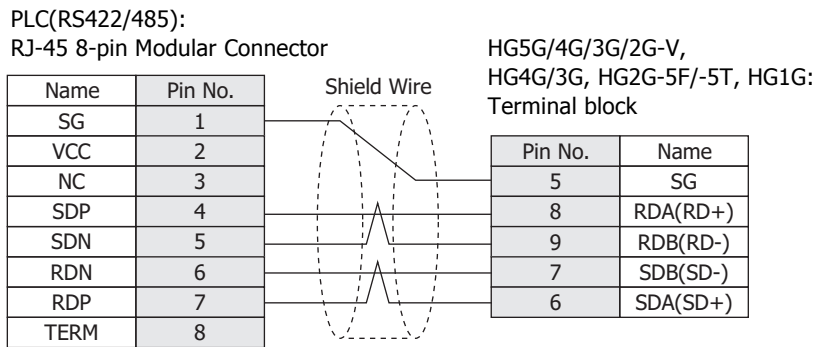 PLC(RS422/485):
RJ-45 8-pin Modular Connector
Name Pin No.
SG 1
VCC 2
NC 3
SDP 4
SDN 5
RDN 6
RDP 7
TERM 8
Shield Wire
HG5G/4G/3G/2G-V,
HG4G/3G, HG2G-5F/-5T, HG1G:
Terminal block
Pin No. Name
5 SG
8 RDA(RD+)
9 RDB(RD-)
7 SDB(SD-)
6 SDA(SD+)